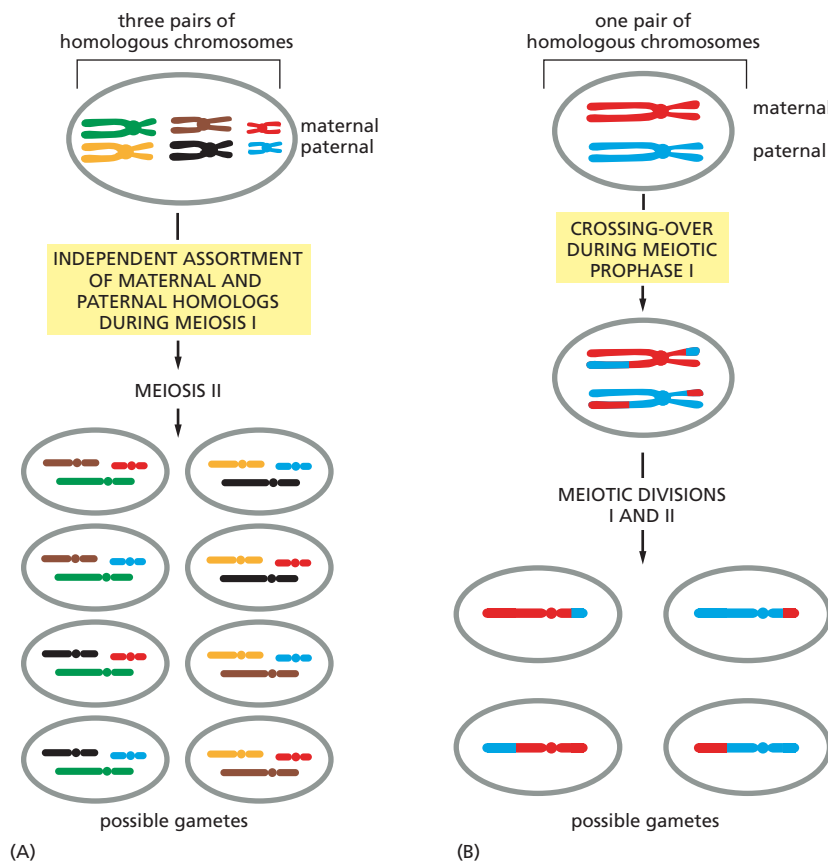 three pairs of
homologous chromosomes
maternal
paternal
INDEPENDENT ASSORTMENT
OF MATERNAL AND
PATERNAL HOMOLOGS
DURING MEIOSIS I
MEIOSIS II
possible gametes
(A)
one pair of
homologous chromosomes
maternal
paternal
CROSSING-OVER
DURING MEIOTIC
PROPHASE I
MEIOTIC DIVISIONS
I AND II
possible gametes
(B)